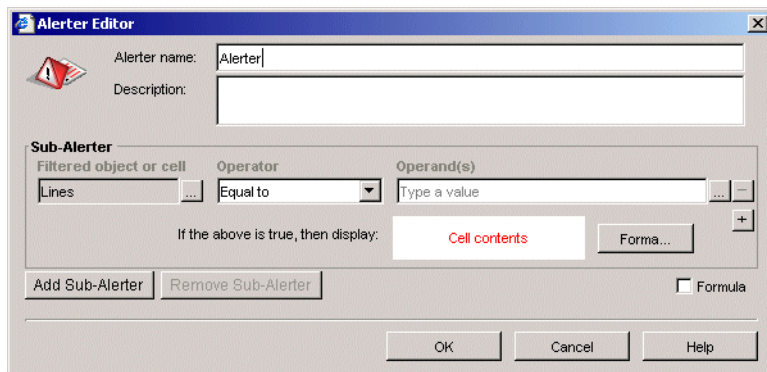 Alerter Editor
Alerter name: Alerter
Description:
Sub-Alerter
Filtered object or cell Operator Operand(s)
Lines ... Equal to Type a value ... −
+
If the above is true, then display: Cell contents Forma...
Add Sub-Alerter Remove Sub-Alerter Formula
OK Cancel Help